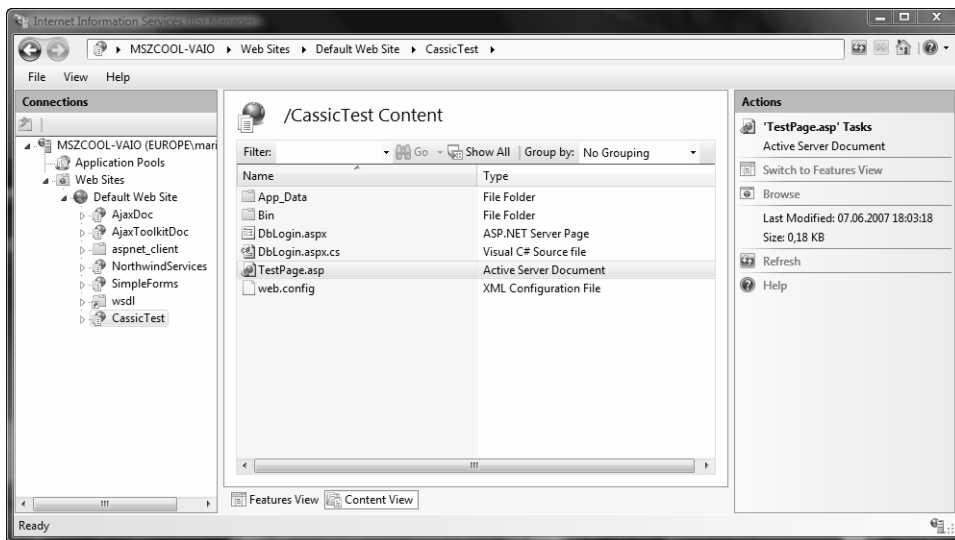 Internet Information Services (IIS) Manager
MSZCOOL-VAIO Web Sites Default Web Site CassicTest
File View Help
Connections
MSZCOOL-VAIO (EUROPE\mari
Application Pools
Web Sites
Default Web Site
AjaxDoc
AjaxToolkitDoc
aspnet_client
NorthwindServices
SimpleForms
wsdl
CassicTest
/CassicTest Content
Filter: Go Show All Group by: No Grouping
Name Type
App_Data File Folder
Bin File Folder
DbLogin.aspx ASP.NET Server Page
DbLogin.aspx.cs Visual C# Source file
TestPage.asp Active Server Document
web.config XML Configuration File
Features View Content View
Actions
'TestPage.asp' Tasks
Active Server Document
Switch to Features View
Browse
Last Modified: 07.06.2007 18:03:18
Size: 0,18 KB
Refresh
Help
Ready